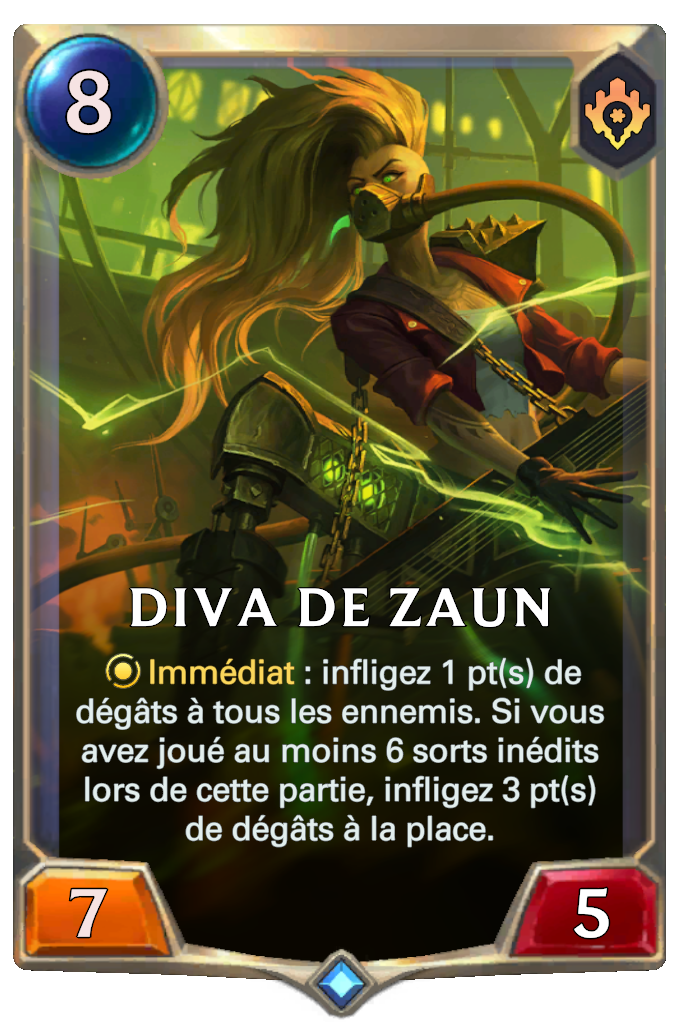 8
DIVA DE ZAUN
Immédiat : infligez 1 pt(s) de
dégâts à tous les ennemis. Si vous
avez joué au moins 6 sorts inédits
lors de cette partie, infligez 3 pt(s)
de dégâts à la place.
7
5